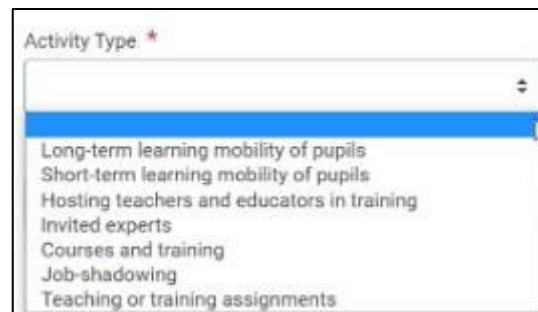 Activity Type *
Long-term learning mobility of pupils
Short-term learning mobility of pupils
Hosting teachers and educators in training
Invited experts
Courses and training
Job-shadowing
Teaching or training assignments